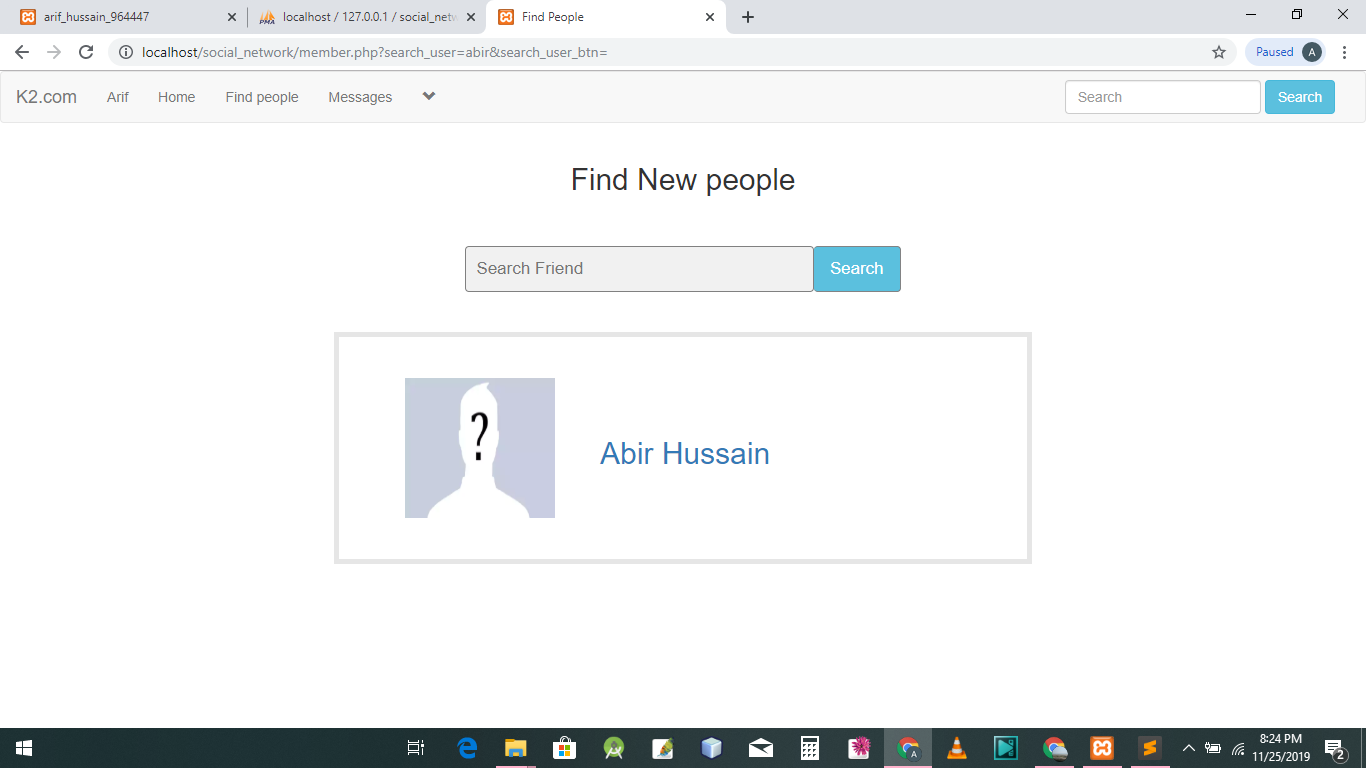 arif_hussain_964447
localhost / 127.0.0.1 / social_netw
Find People
localhost/social_network/member.php?search_user=abir&search_user_btn=
Paused A
K2.com Arif Home Find people Messages Search Search
Find New people
Search Friend Search
?
Abir Hussain
8:24 PM
11/25/2019
2